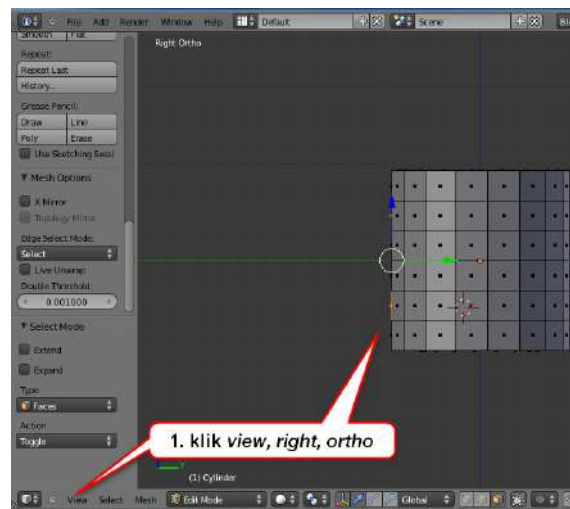 File Add Render Window Help Default Scene
Smooth Flat
Right Ortho
Repeat:
Repeat Last
History...
Grease Pencil:
Draw Line
Poly Erase
Use Sketching Sessi
Mesh Options
X Mirror
Topology Mirror
Edge Select Mode:
Select
Live Unwrap
Double Threshold:
0.001000
Select Mode
Extend
Expand
Type
Faces
Action
Toggle
1. klik view, right, ortho
(1) Cylinder
View Select Mesh Edit Mode Global